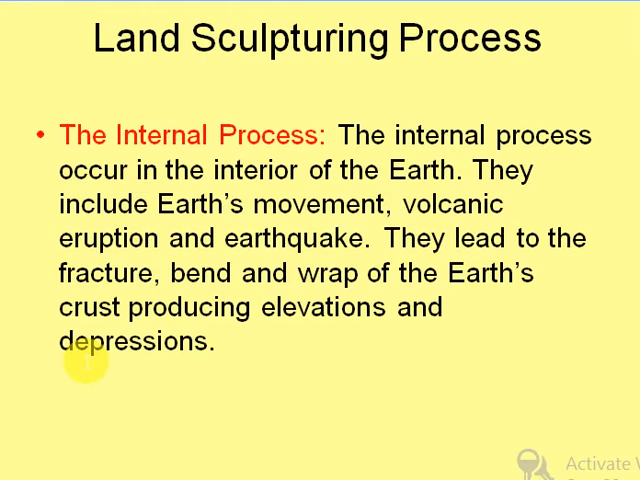 Land Sculpturing Process
• The Internal Process: The internal process
occur in the interior of the Earth. They
include Earth's movement, volcanic
eruption and earthquake. They lead to the
fracture, bend and wrap of the Earth's
crust producing elevations and
depressions.
Activate